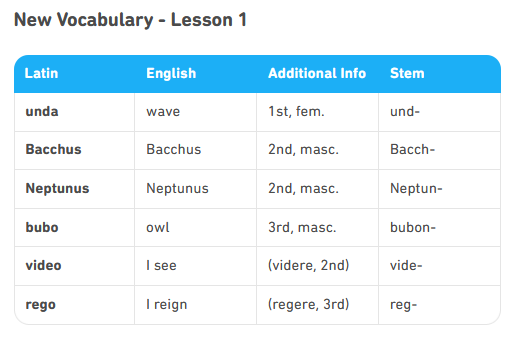 New Vocabulary - Lesson 1
Latin English Additional Info Stem
unda wave 1st, fem. und-
Bacchus Bacchus 2nd, masc. Bacch-
Neptunus Neptunus 2nd, masc. Neptun-
bubo owl 3rd, masc. bubon-
video I see (videre, 2nd) vide-
rego I reign (regere, 3rd) reg-